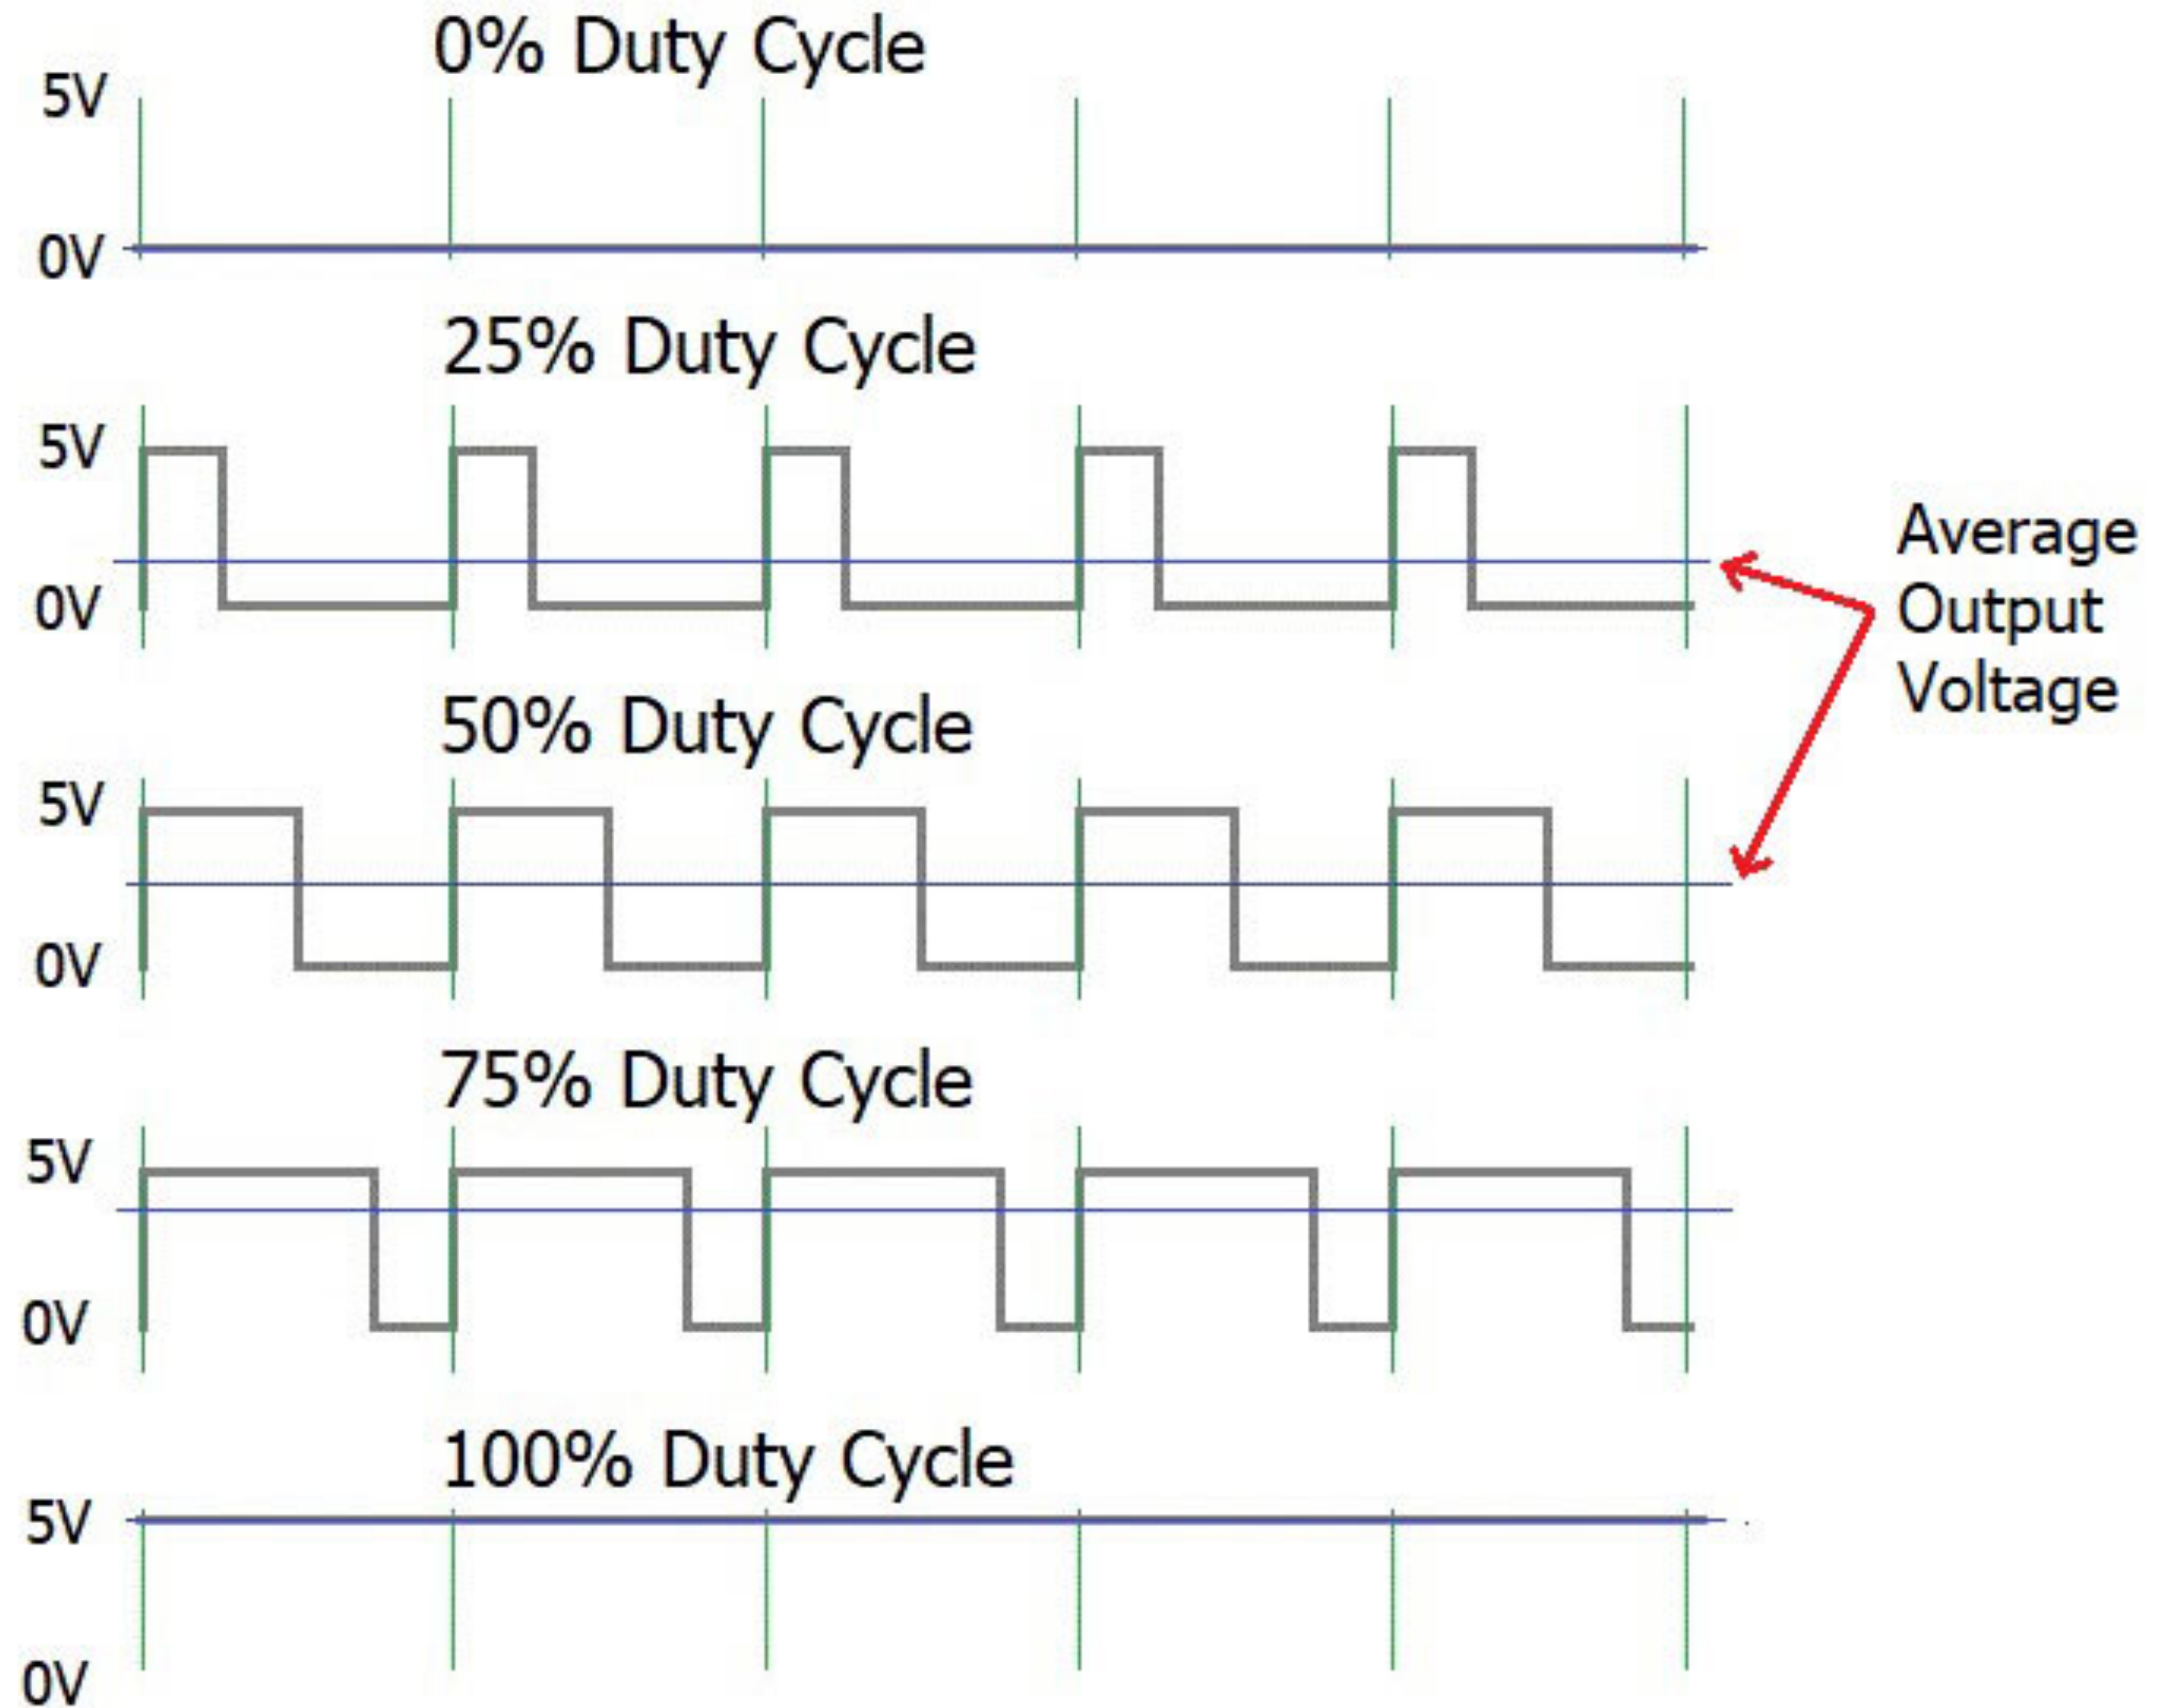 0% Duty Cycle
5V
0V
25% Duty Cycle
5V
0V
Average
Output
Voltage
50% Duty Cycle
5V
0V
75% Duty Cycle
5V
0V
100% Duty Cycle
5V
0V